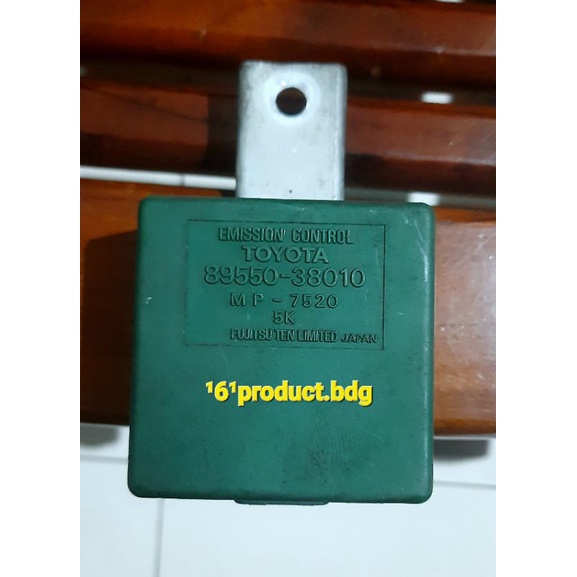 EMISSION CONTROL
TOYOTA
89550-38010
MP-7520
5K
FUJITSU TEN LIMITED JAPAN
¹6¹product.bdg